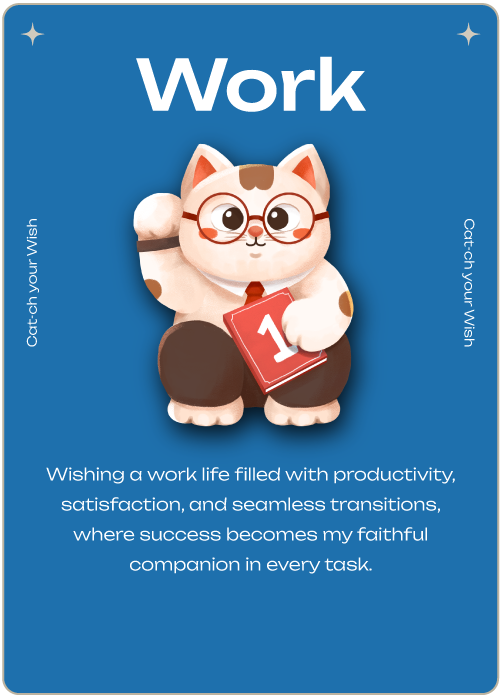 Work
Cat·ch your Wish
Cat·ch your Wish
1
Wishing a work life filled with productivity,
satisfaction, and seamless transitions,
where success becomes my faithful
companion in every task.